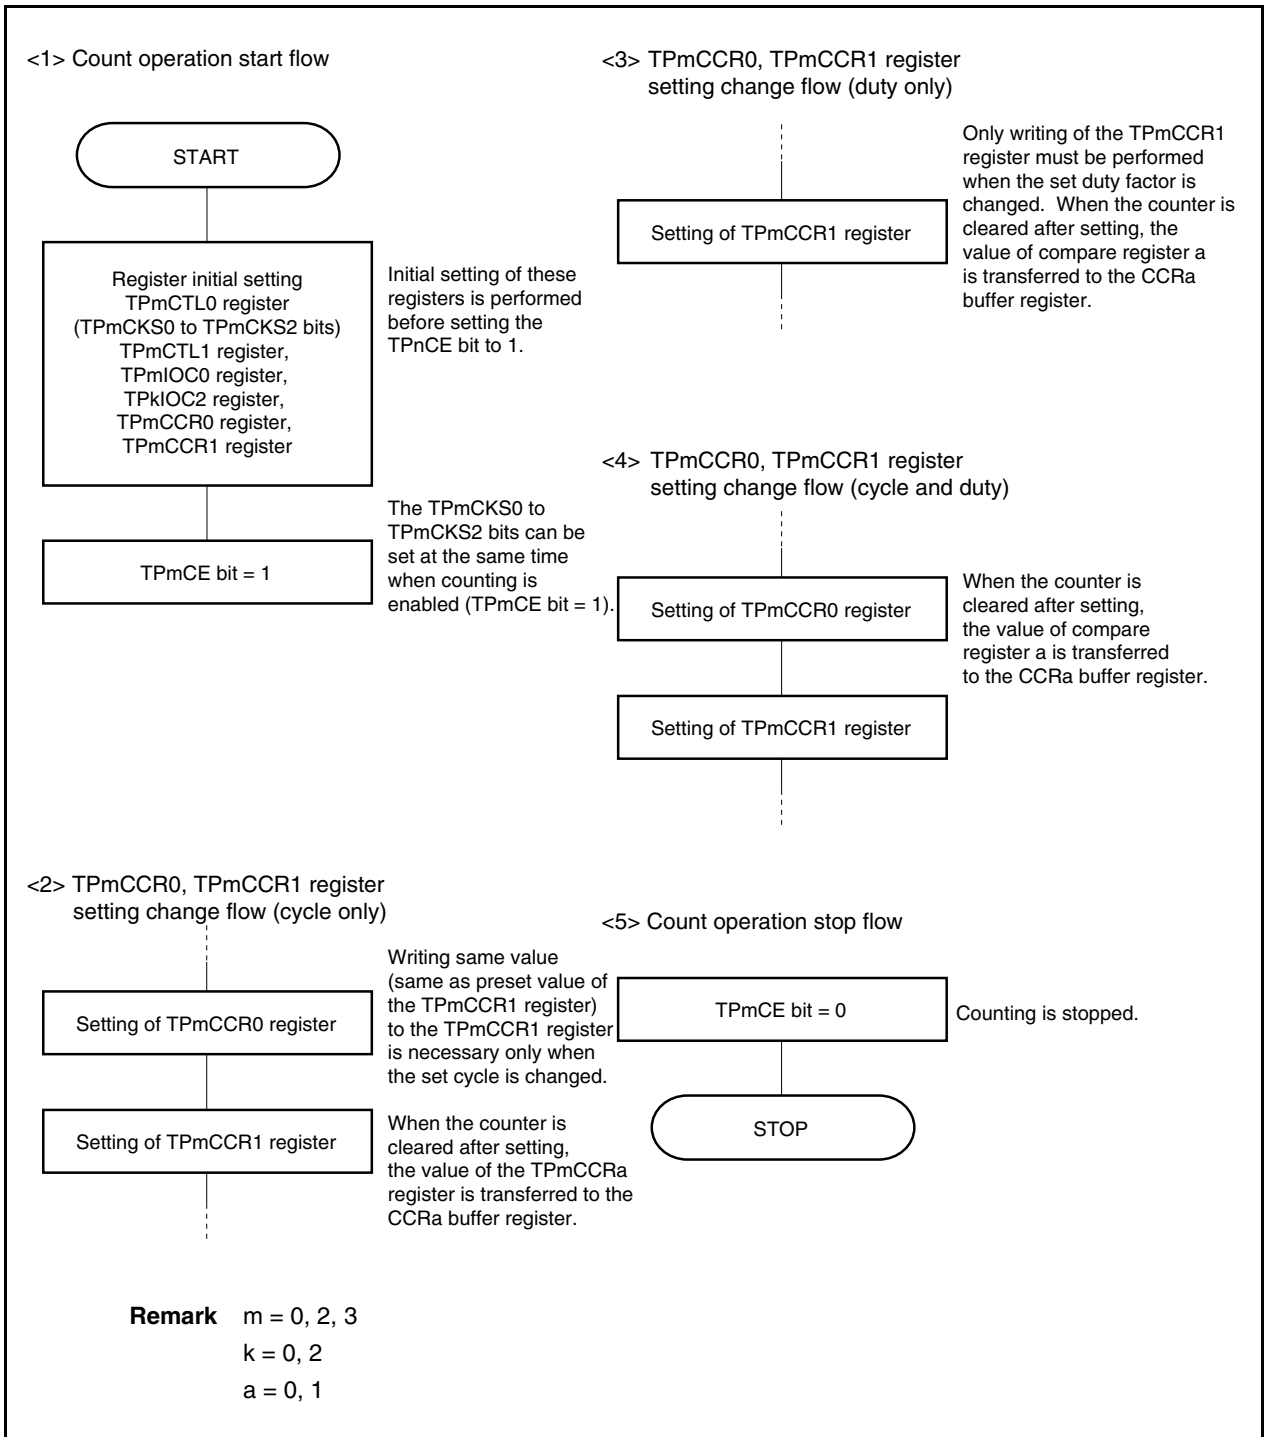 <1> Count operation start flow
START
Register initial setting
TPmCTL0 register
(TPmCKS0 to TPmCKS2 bits)
TPmCTL1 register,
TPmIOC0 register,
TPkIOC2 register,
TPmCCR0 register,
TPmCCR1 register
Initial setting of these
registers is performed
before setting the
TPnCE bit to 1.
TPmCE bit = 1
The TPmCKS0 to
TPmCKS2 bits can be
set at the same time
when counting is
enabled (TPmCE bit = 1).
<2> TPmCCR0, TPmCCR1 register
setting change flow (cycle only)
Setting of TPmCCR0 register
Writing same value
(same as preset value of
the TPmCCR1 register)
to the TPmCCR1 register
is necessary only when
the set cycle is changed.
Setting of TPmCCR1 register
When the counter is
cleared after setting,
the value of the TPmCCRa
register is transferred to the
CCRa buffer register.
<3> TPmCCR0, TPmCCR1 register
setting change flow (duty only)
Setting of TPmCCR1 register
Only writing of the TPmCCR1
register must be performed
when the set duty factor is
changed. When the counter is
cleared after setting, the
value of compare register a
is transferred to the CCRa
buffer register.
<4> TPmCCR0, TPmCCR1 register
setting change flow (cycle and duty)
Setting of TPmCCR0 register
When the counter is
cleared after setting,
the value of compare
register a is transferred
to the CCRa buffer register.
Setting of TPmCCR1 register
<5> Count operation stop flow
TPmCE bit = 0
Counting is stopped.
STOP
Remark m = 0, 2, 3
k = 0, 2
a = 0, 1